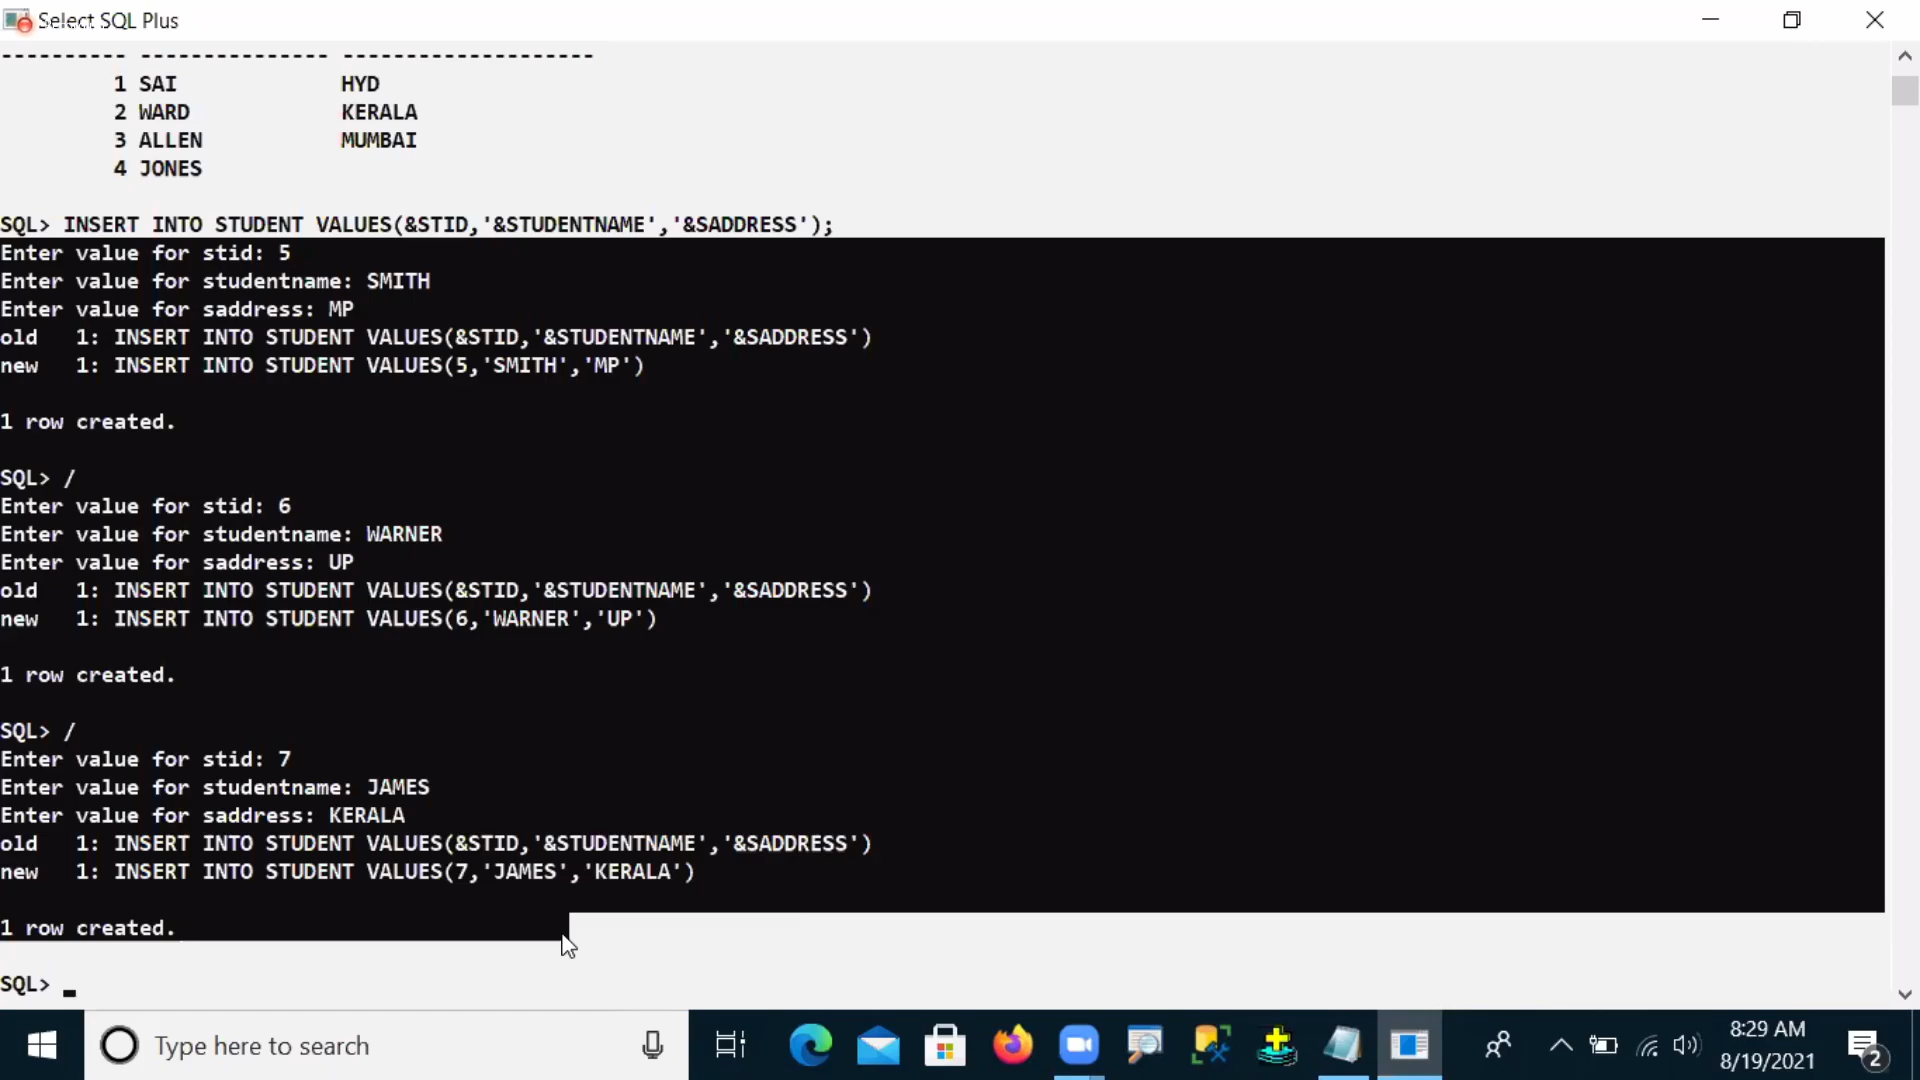 Select SQL Plus
---------- --------------- --------------------
1 SAI HYD
2 WARD KERALA
3 ALLEN MUMBAI
4 JONES
SQL> INSERT INTO STUDENT VALUES(&STID,'&STUDENTNAME','&SADDRESS');
Enter value for stid: 5
Enter value for studentname: SMITH
Enter value for saddress: MP
old 1: INSERT INTO STUDENT VALUES(&STID,'&STUDENTNAME','&SADDRESS')
new 1: INSERT INTO STUDENT VALUES(5,'SMITH','MP')
1 row created.
SQL> /
Enter value for stid: 6
Enter value for studentname: WARNER
Enter value for saddress: UP
old 1: INSERT INTO STUDENT VALUES(&STID,'&STUDENTNAME','&SADDRESS')
new 1: INSERT INTO STUDENT VALUES(6,'WARNER','UP')
1 row created.
SQL> /
Enter value for stid: 7
Enter value for studentname: JAMES
Enter value for saddress: KERALA
old 1: INSERT INTO STUDENT VALUES(&STID,'&STUDENTNAME','&SADDRESS')
new 1: INSERT INTO STUDENT VALUES(7,'JAMES','KERALA')
1 row created.
SQL> _
Type here to search
8:29 AM
8/19/2021
2